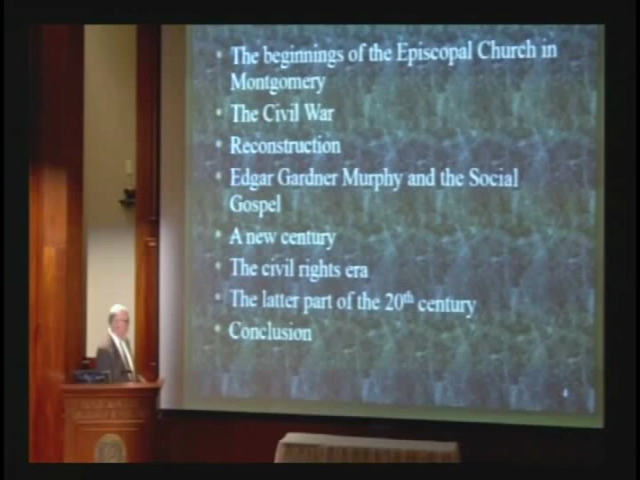 The beginnings of the Episcopal Church in
Montgomery
The Civil War
Reconstruction
Edgar Gardner Murphy and the Social
Gospel
A new century
The civil rights era
The latter part of the 20th century
Conclusion
4